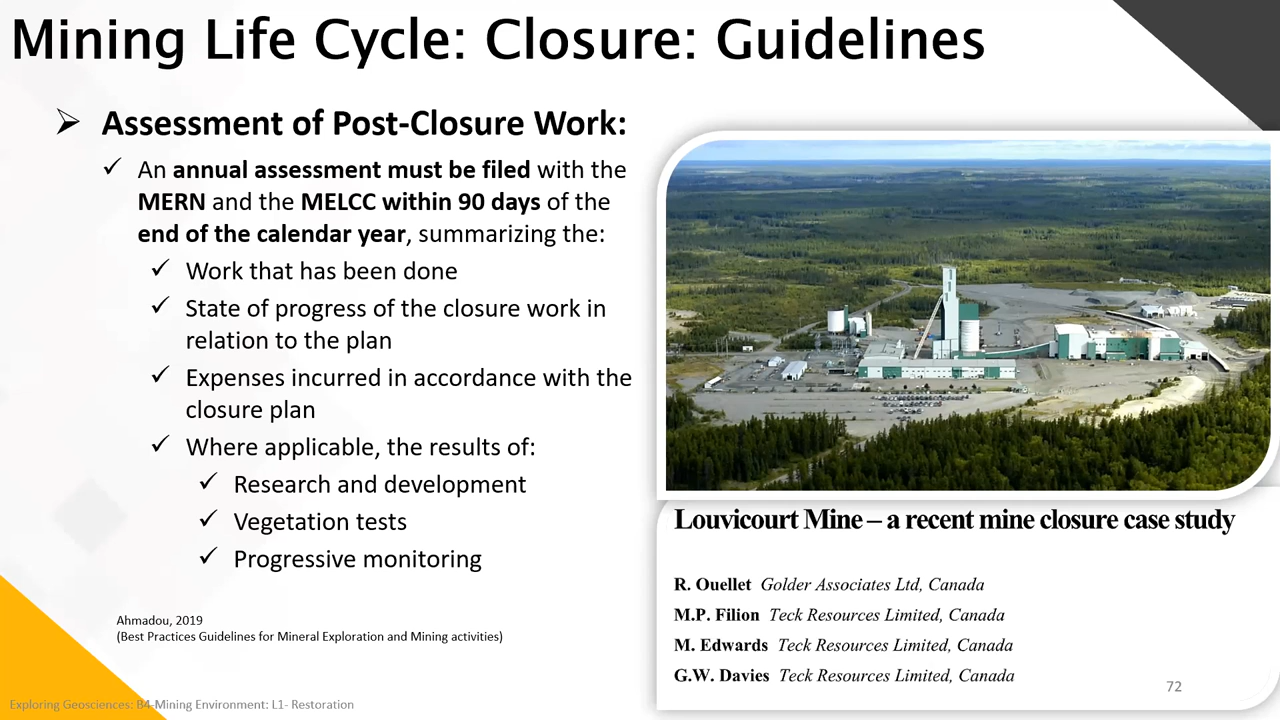 Mining Life Cycle: Closure: Guidelines
Assessment of Post-Closure Work:
An annual assessment must be filed with the
MERN and the MELCC within 90 days of the
end of the calendar year, summarizing the:
Work that has been done
State of progress of the closure work in
relation to the plan
Expenses incurred in accordance with the
closure plan
Where applicable, the results of:
Research and development
Vegetation tests
Progressive monitoring
Ahmadou, 2019
(Best Practices Guidelines for Mineral Exploration and Mining activities)
Louvicourt Mine – a recent mine closure case study
R. Ouellet Golder Associates Ltd, Canada
M.P. Filion Teck Resources Limited, Canada
M. Edwards Teck Resources Limited, Canada
G.W. Davies Teck Resources Limited, Canada
72
Exploring Geosciences: B4-Mining Environment: L1- Restoration